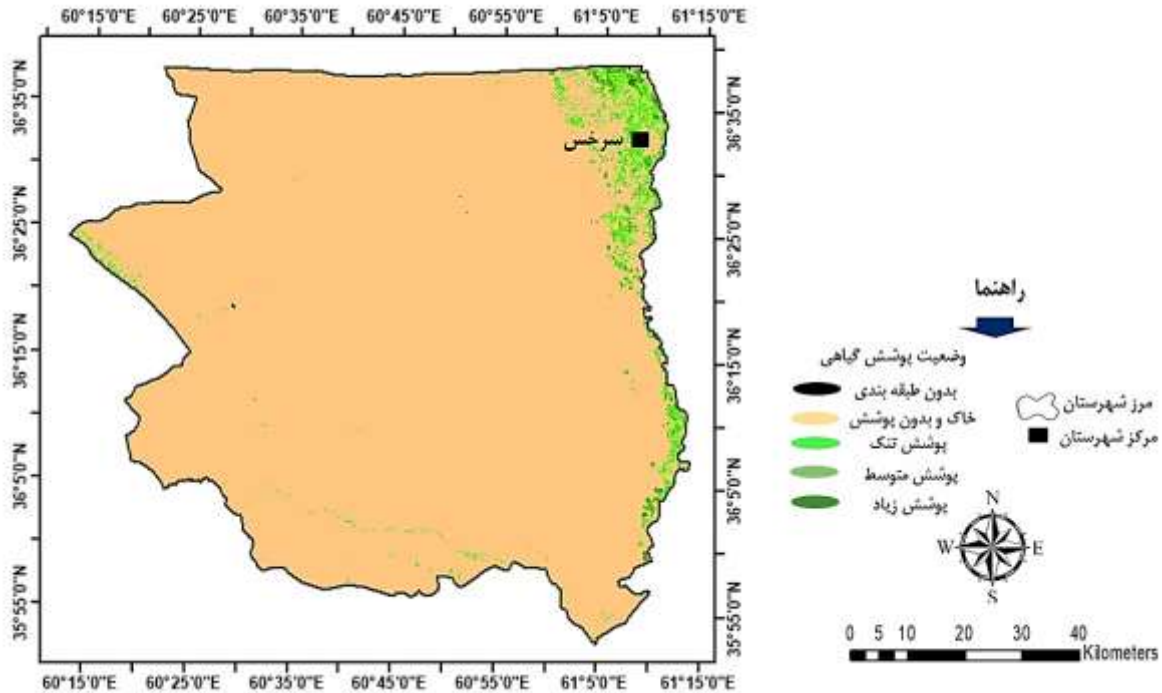 60°15'0"E 60°25'0"E 60°35'0"E 60°45'0"E 60°55'0"E 61°5'0"E 61°15'0"E
36°35'0"N
36°25'0"N
36°15'0"N
36°5'0"N
35°55'0"N
سرخس
36°35'0"N
36°25'0"N
36°15'0"N
36°5'0"N
35°55'0"N
60°15'0"E 60°25'0"E 60°35'0"E 60°45'0"E 60°55'0"E 61°5'0"E 61°15'0"E
راهنما
وضعیت پوشش گیاهی
بدون طبقه بندی
خاک و بدون پوشش
پوشش تنک
پوشش متوسط
پوشش زیاد
مرز شهرستان
مرکز شهرستان
N
W E
S
0 5 10 20 30 40
Kilometers